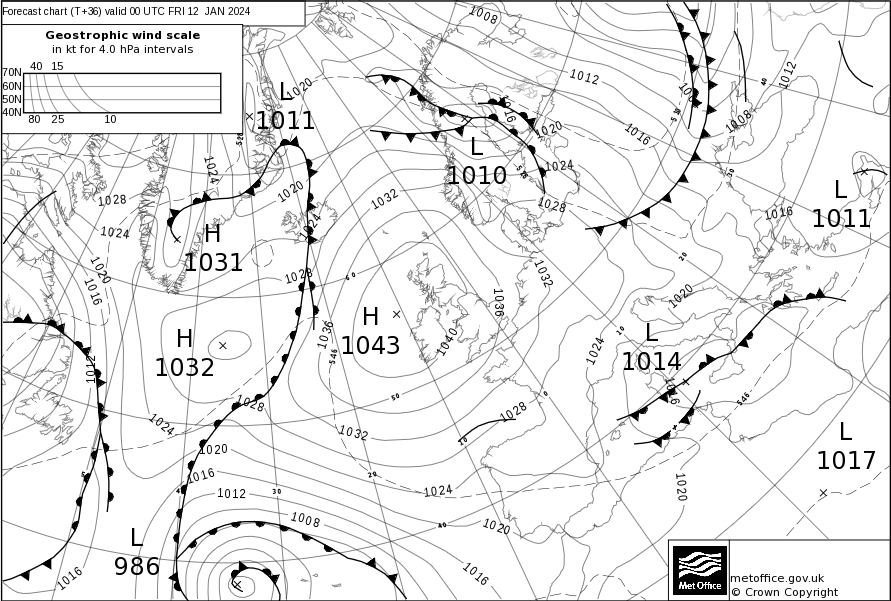 Forecast chart (T+36) valid 00 UTC FRI 12 JAN 2024
Geostrophic wind scale
in kt for 4.0 hPa intervals
40 15
70N
60N
50N
40N
80 25 10
1008
1012
1012
L
1011
1020
1016
1008
1016
1020
L
1010
1024
1024
1028
1020
1032
1028
1016
L
1011
1024
1024
H
1031
1020
1016
1028
1032
1036
1020
H
1043
1036
1040
L
1014
1024
H
1032
1012
1016
1028
1028
1024
1032
L
1017
1020
1016
1024
1020
1012
1008
1020
L
986
1016
1016
546
546
Met Office
metoffice.gov.uk
© Crown Copyright